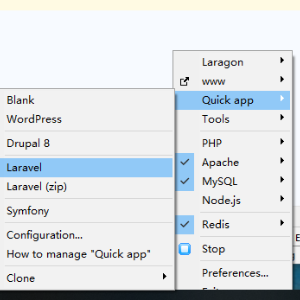 Laragon
www
Quick app
Tools
PHP
Apache
MySQL
Node.js
Redis
Stop
Preferences...
Blank
WordPress
Drupal 8
Laravel
Laravel (zip)
Symfony
Configuration...
How to manage "Quick app"
Clone